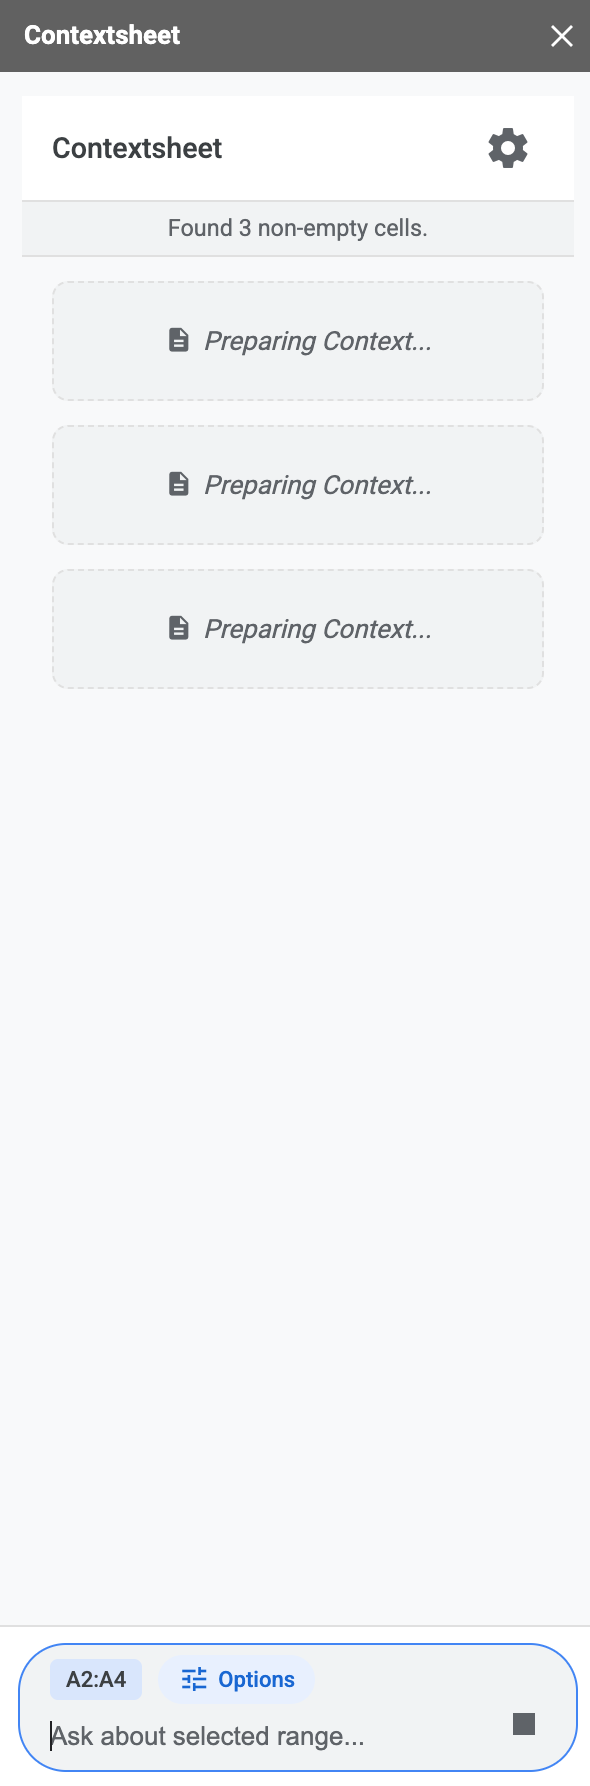 Contextsheet
Contextsheet
Found 3 non-empty cells.
Preparing Context...
Preparing Context...
Preparing Context...
A2:A4 Options
Ask about selected range...